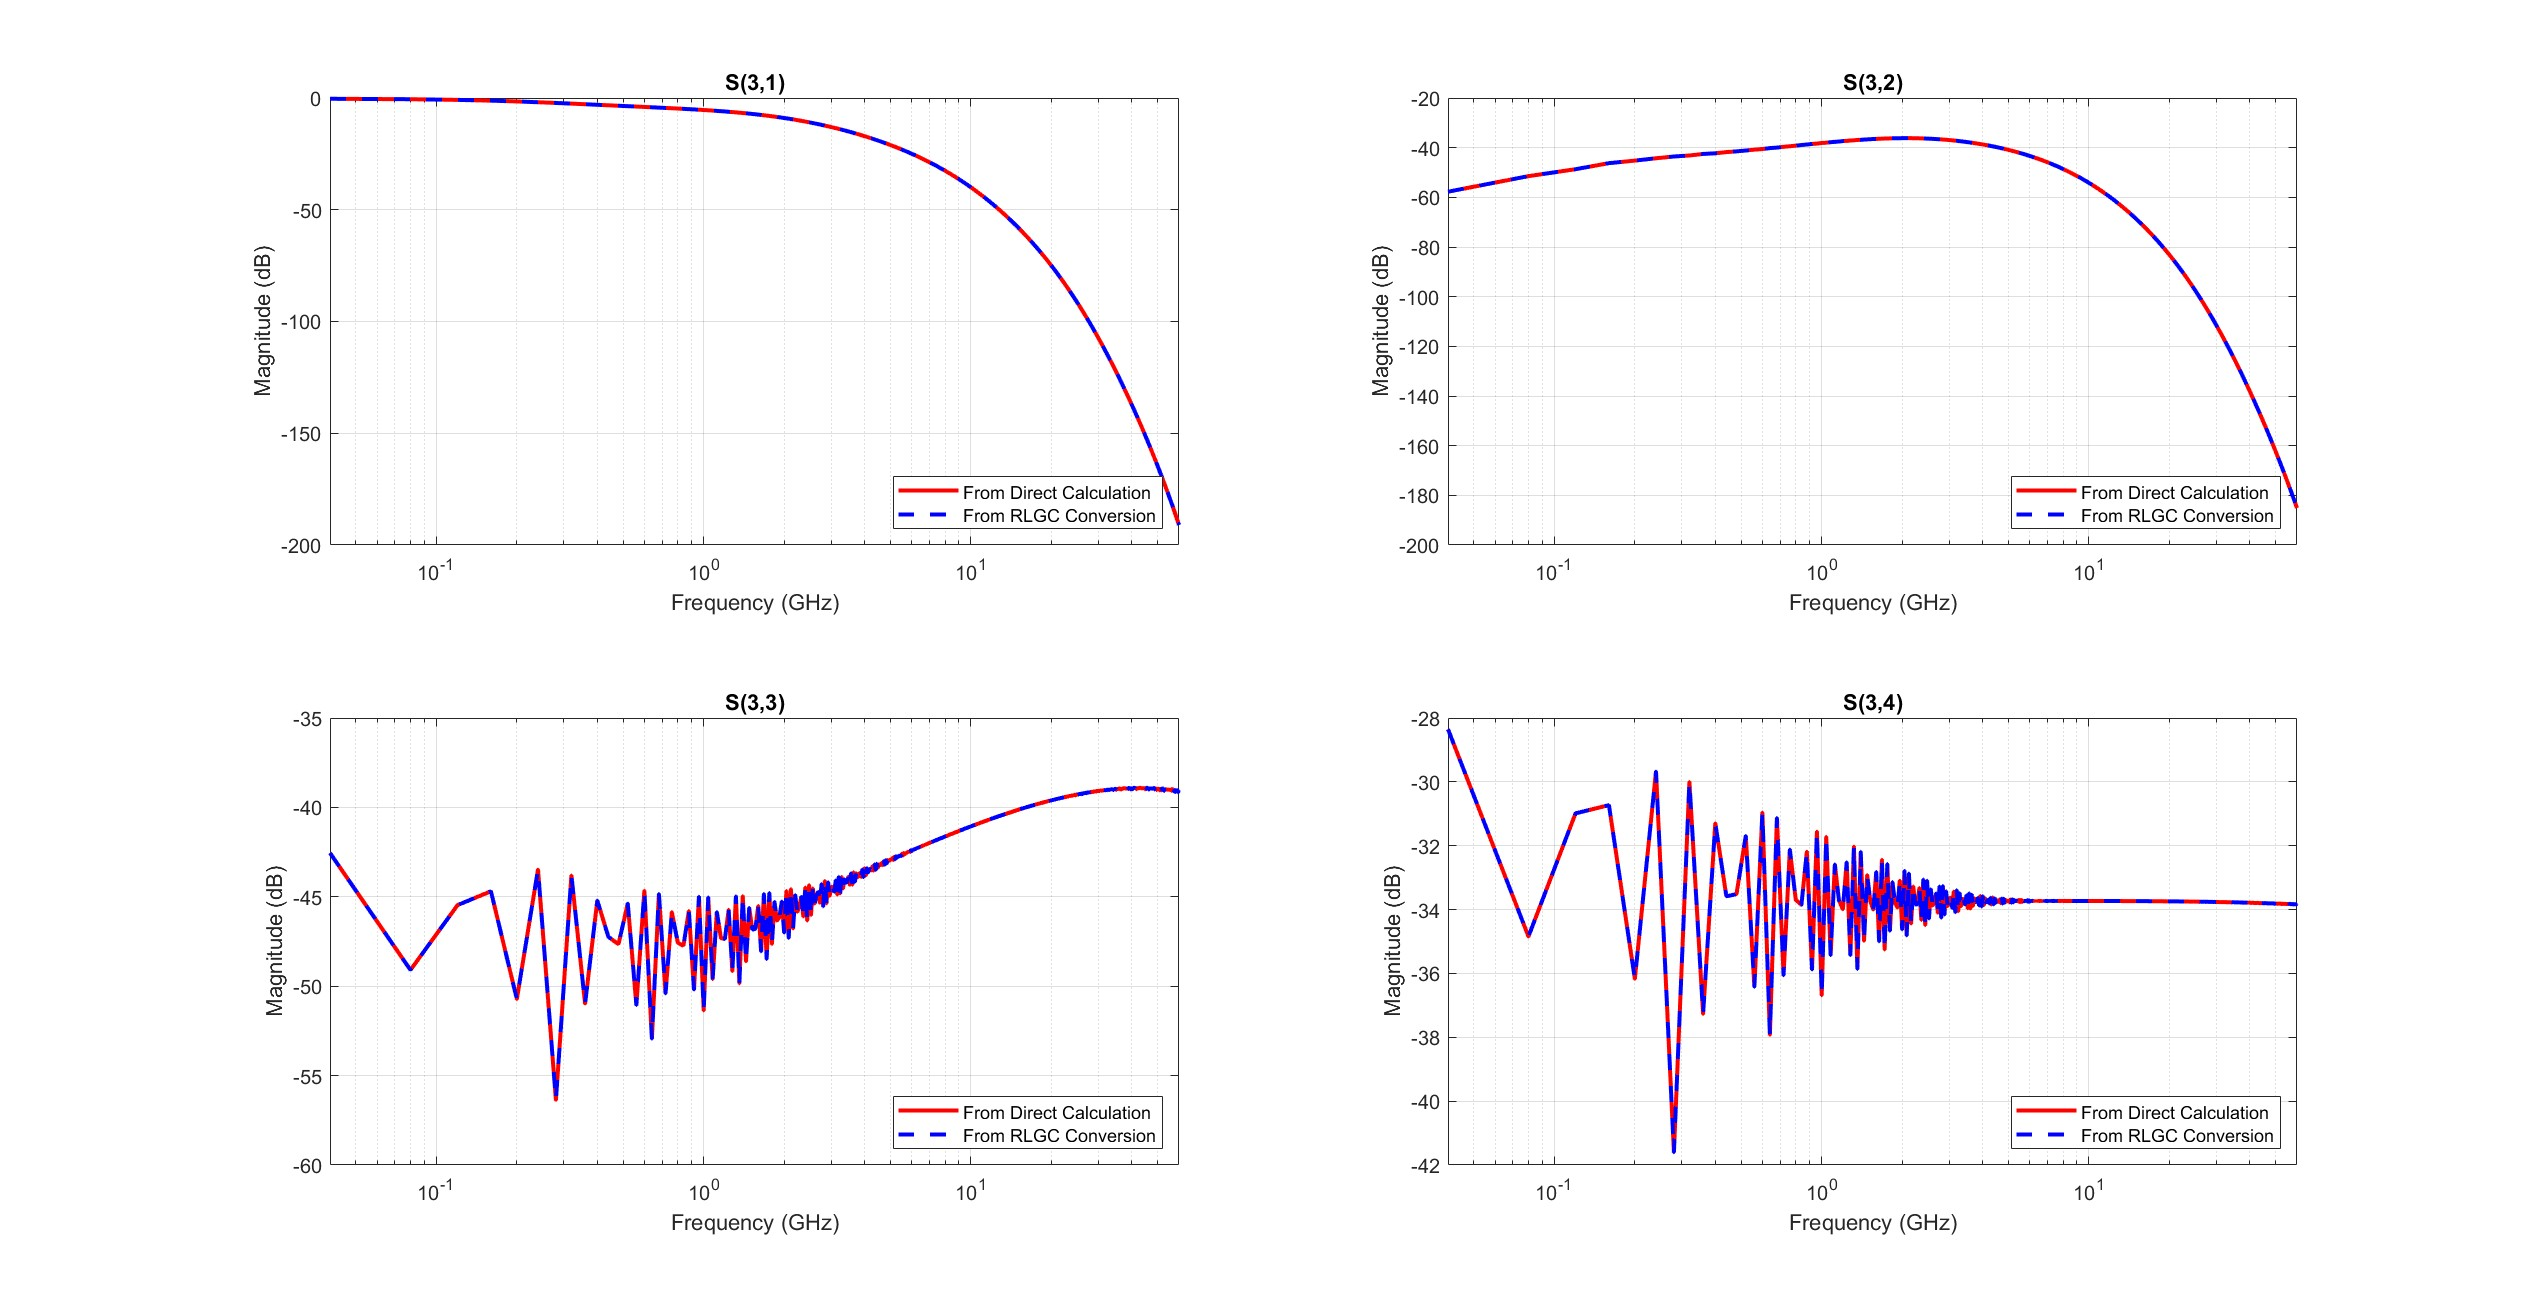 S(3,1)
0
-50
-100
-150
-200
Magnitude (dB)
10^-1
10^0
10^1
Frequency (GHz)
From Direct Calculation
From RLGC Conversion
S(3,2)
-20
-40
-60
-80
-100
-120
-140
-160
-180
-200
Magnitude (dB)
10^-1
10^0
10^1
Frequency (GHz)
From Direct Calculation
From RLGC Conversion
S(3,3)
-35
-40
-45
-50
-55
-60
Magnitude (dB)
10^-1
10^0
10^1
Frequency (GHz)
From Direct Calculation
From RLGC Conversion
S(3,4)
-28
-30
-32
-34
-36
-38
-40
-42
Magnitude (dB)
10^-1
10^0
10^1
Frequency (GHz)
From Direct Calculation
From RLGC Conversion